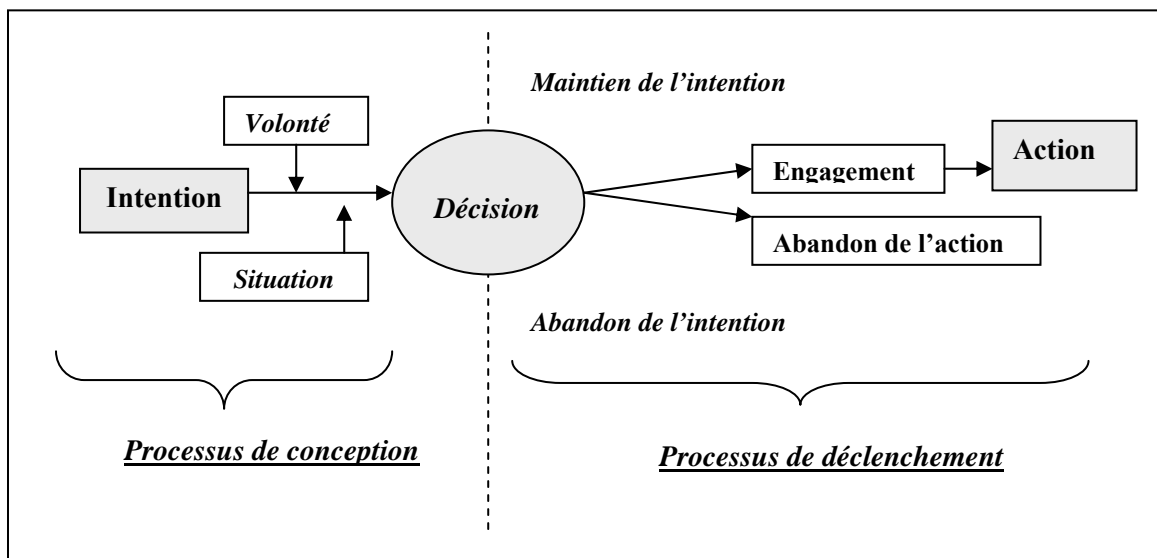 Maintien de l’intention
Volonté
Intention
Situation
Décision
Engagement
Action
Abandon de l’action
Abandon de l’intention
Processus de conception
Processus de déclenchement